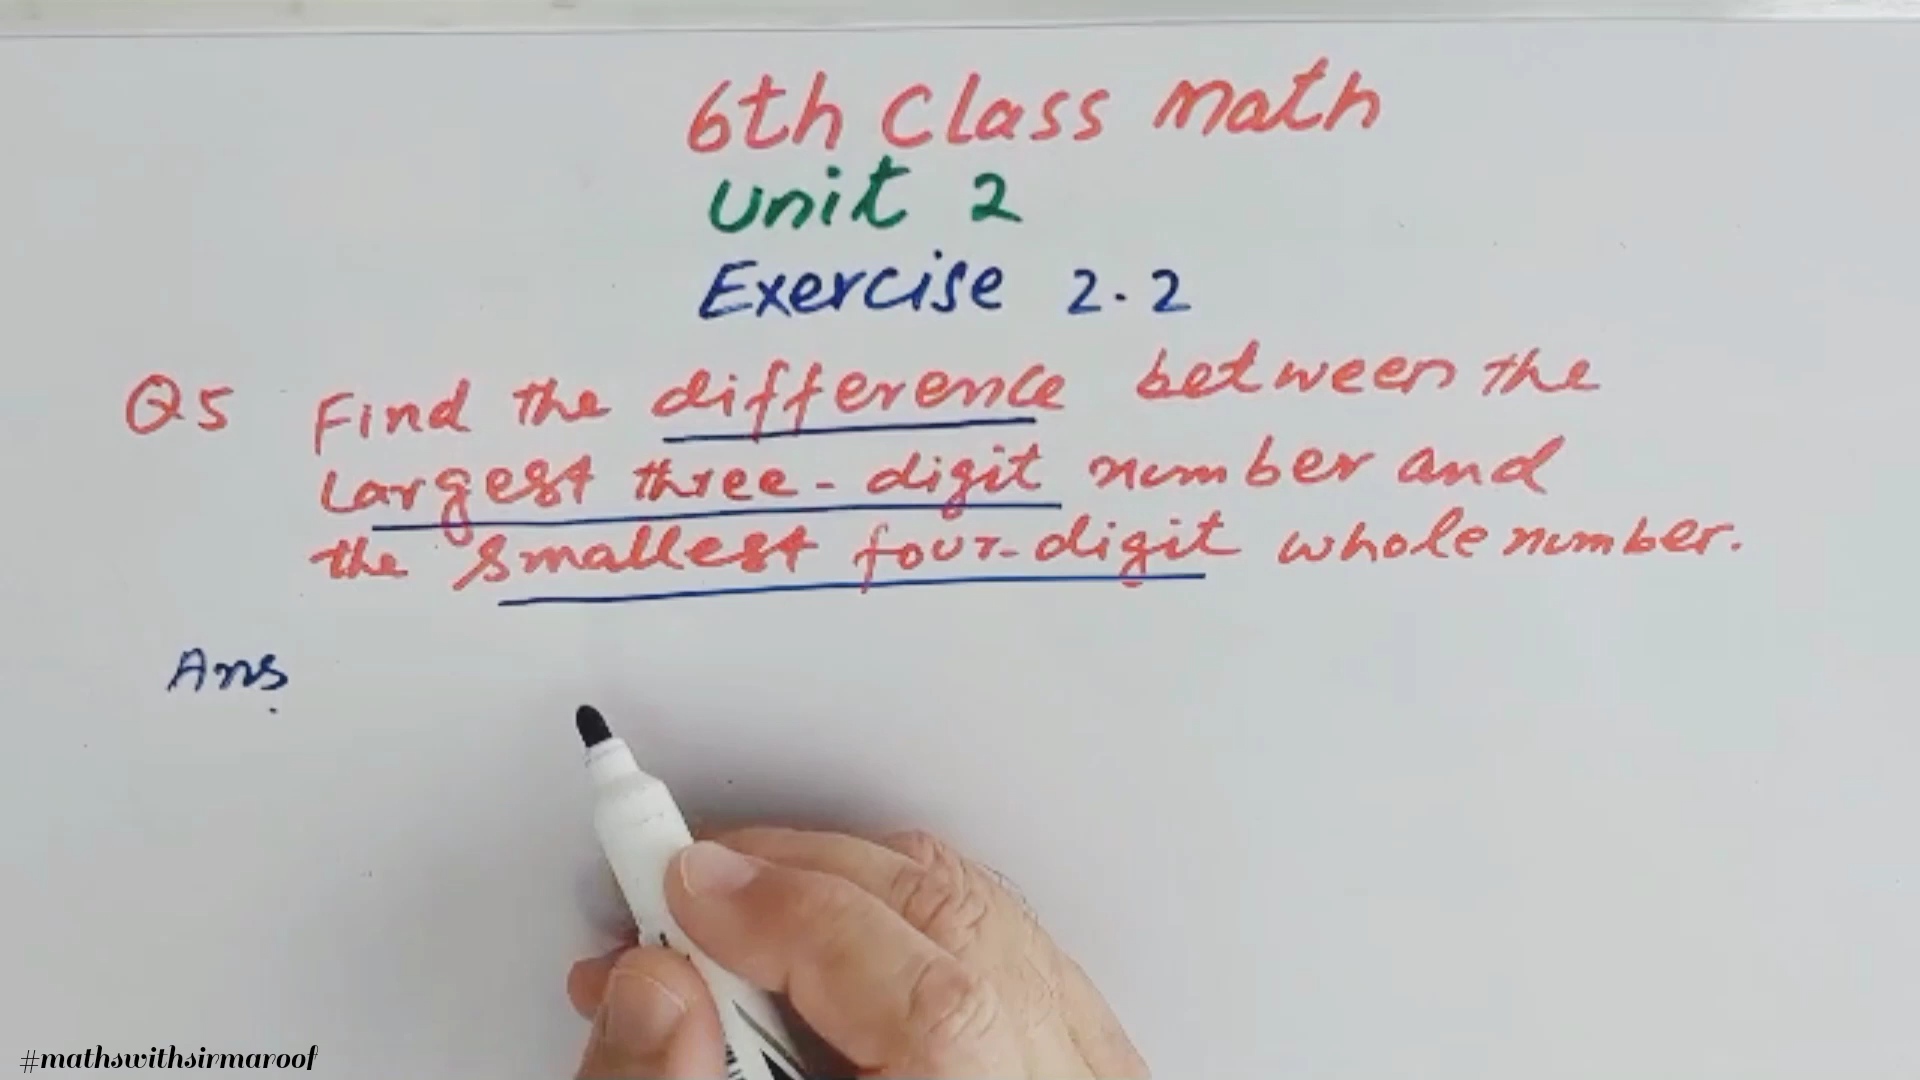 6th Class Math
Unit 2
Exercise 2.2
Q5 Find the difference between the
Largest three-digit number and
the smallest four-digit whole number.
Ans
#mathswithsirmaroof